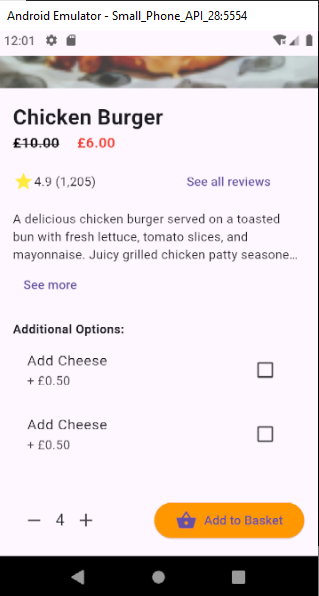 Android Emulator - Small_Phone_API_28:5554
12:01
Chicken Burger
£10.00 £6.00
4.9 (1,205) See all reviews
A delicious chicken burger served on a toasted
bun with fresh lettuce, tomato slices, and
mayonnaise. Juicy grilled chicken patty seasone…
See more
Additional Options:
Add Cheese
+ £0.50
Add Cheese
+ £0.50
4 Add to Basket